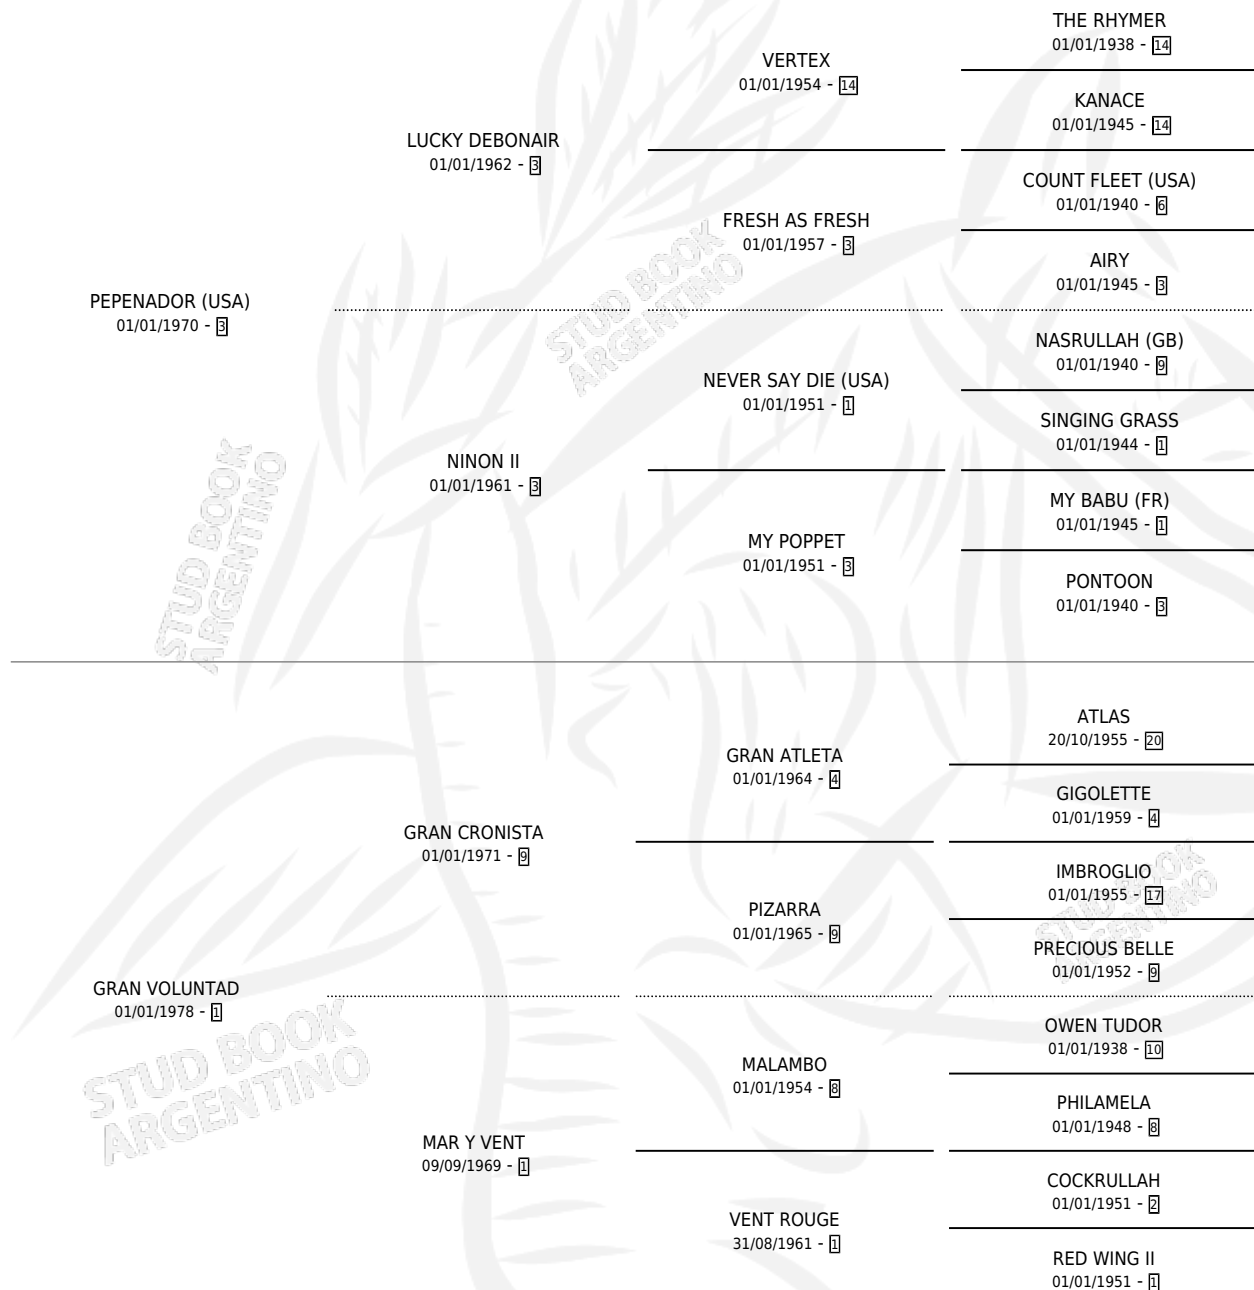 THE RHYMER
01/01/1938 - 14
VERTEX
01/01/1954 - 14
KANACE
01/01/1945 - 14
LUCKY DEBONAIR
01/01/1962 - 3
COUNT FLEET (USA)
01/01/1940 - 6
FRESH AS FRESH
01/01/1957 - 3
AIRY
01/01/1945 - 3
PEPENADOR (USA)
01/01/1970 - 3
NASRULLAH (GB)
01/01/1940 - 9
NEVER SAY DIE (USA)
01/01/1951 - 1
SINGING GRASS
01/01/1944 - 1
NINON II
01/01/1961 - 3
MY BABU (FR)
01/01/1945 - 1
MY POPPET
01/01/1951 - 3
PONTOON
01/01/1940 - 3
ATLAS
20/10/1955 - 20
GRAN ATLETA
01/01/1964 - 4
GIGOLETTE
01/01/1959 - 4
GRAN CRONISTA
01/01/1971 - 9
IMBROGLIO
01/01/1955 - 17
PIZARRA
01/01/1965 - 9
PRECIOUS BELLE
01/01/1952 - 9
GRAN VOLUNTAD
01/01/1978 - 1
OWEN TUDOR
01/01/1938 - 10
MALAMBO
01/01/1954 - 8
PHILAMELA
01/01/1948 - 8
MAR Y VENT
09/09/1969 - 1
COCKRULLAH
01/01/1951 - 2
VENT ROUGE
31/08/1961 - 1
RED WING II
01/01/1951 - 1
STUD BOOK
ARGENTINO
STUD BOOK
ARGENTINO
STUD BOOK
ARGENTINO
STUD BOOK
ARGENTINO